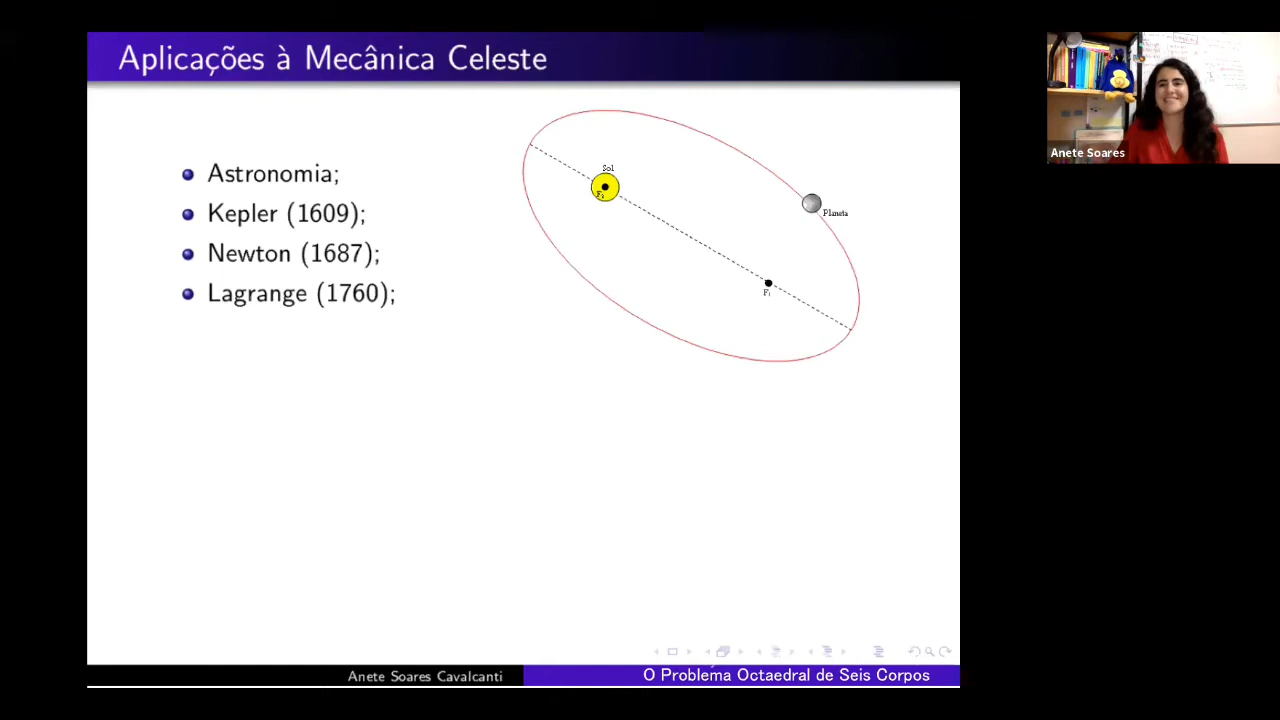 Aplicações à Mecânica Celeste
Astronomia;
Kepler (1609);
Newton (1687);
Lagrange (1760);
Sol
F₂
Planeta
F₁
Anete Soares
Anete Soares Cavalcanti
O Problema Octaedral de Seis Corpos